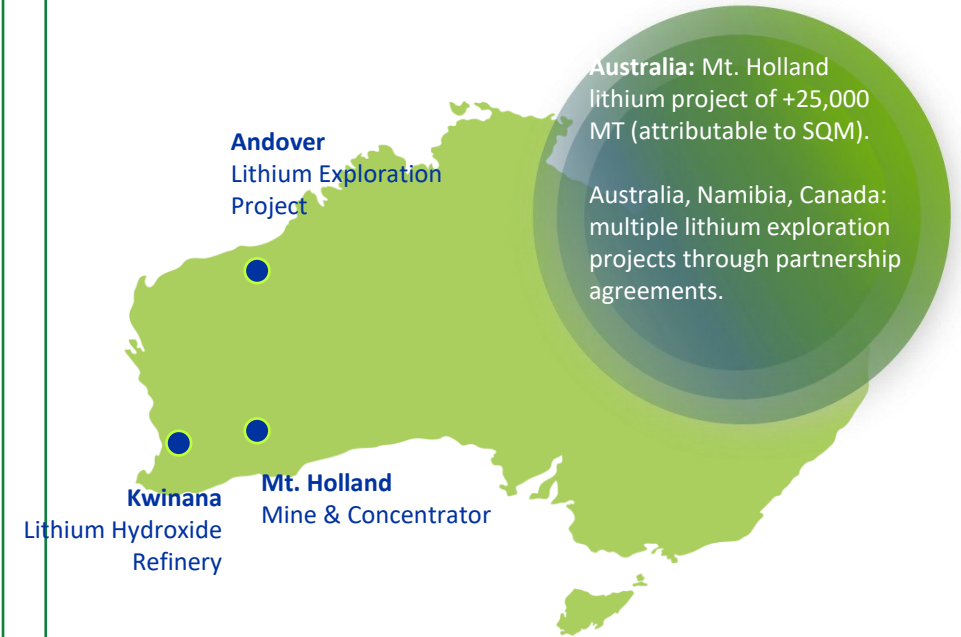 Australia: Mt. Holland
lithium project of +25,000
MT (attributable to SQM).
Australia, Namibia, Canada:
multiple lithium exploration
projects through partnership
agreements.
Andover
Lithium Exploration
Project
Kwinana
Lithium Hydroxide
Refinery
Mt. Holland
Mine & Concentrator